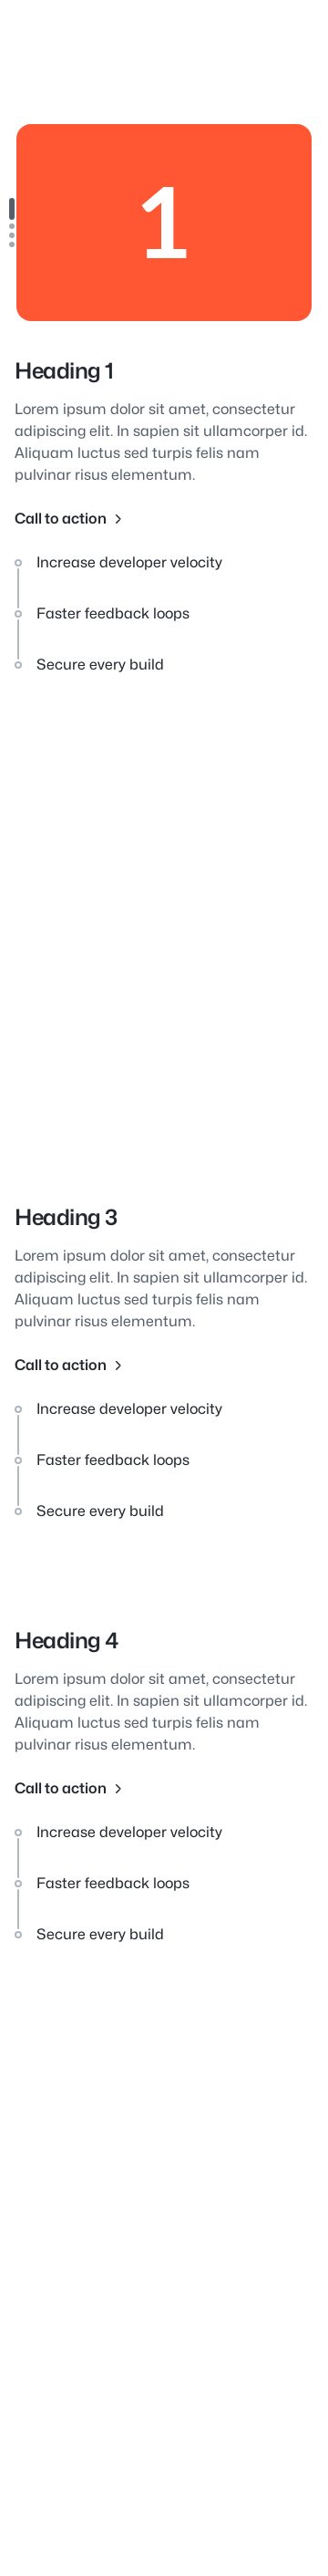 1
Heading 1
Lorem ipsum dolor sit amet, consectetur
adipiscing elit. In sapien sit ullamcorper id.
Aliquam luctus sed turpis felis nam
pulvinar risus elementum.
Call to action
Increase developer velocity
Faster feedback loops
Secure every build
Heading 3
Lorem ipsum dolor sit amet, consectetur
adipiscing elit. In sapien sit ullamcorper id.
Aliquam luctus sed turpis felis nam
pulvinar risus elementum.
Call to action
Increase developer velocity
Faster feedback loops
Secure every build
Heading 4
Lorem ipsum dolor sit amet, consectetur
adipiscing elit. In sapien sit ullamcorper id.
Aliquam luctus sed turpis felis nam
pulvinar risus elementum.
Call to action
Increase developer velocity
Faster feedback loops
Secure every build